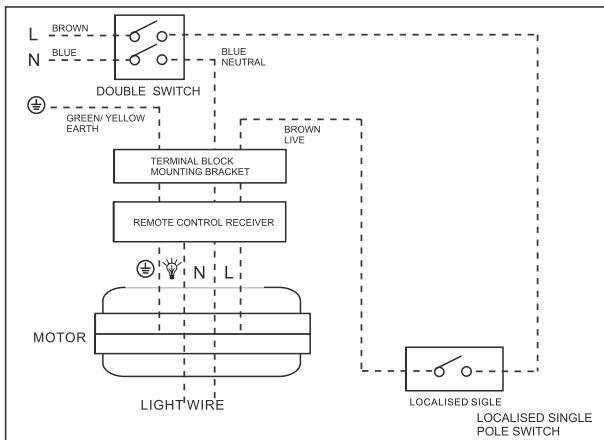 L BROWN
N BLUE
BLUE
NEUTRAL
DOUBLE SWITCH
GREEN/ YELLOW
EARTH
BROWN
LIVE
TERMINAL BLOCK
MOUNTING BRACKET
REMOTE CONTROL RECEIVER
N L
MOTOR
LIGHT WIRE
LOCALISED SIGLE
LOCALISED SINGLE
POLE SWITCH